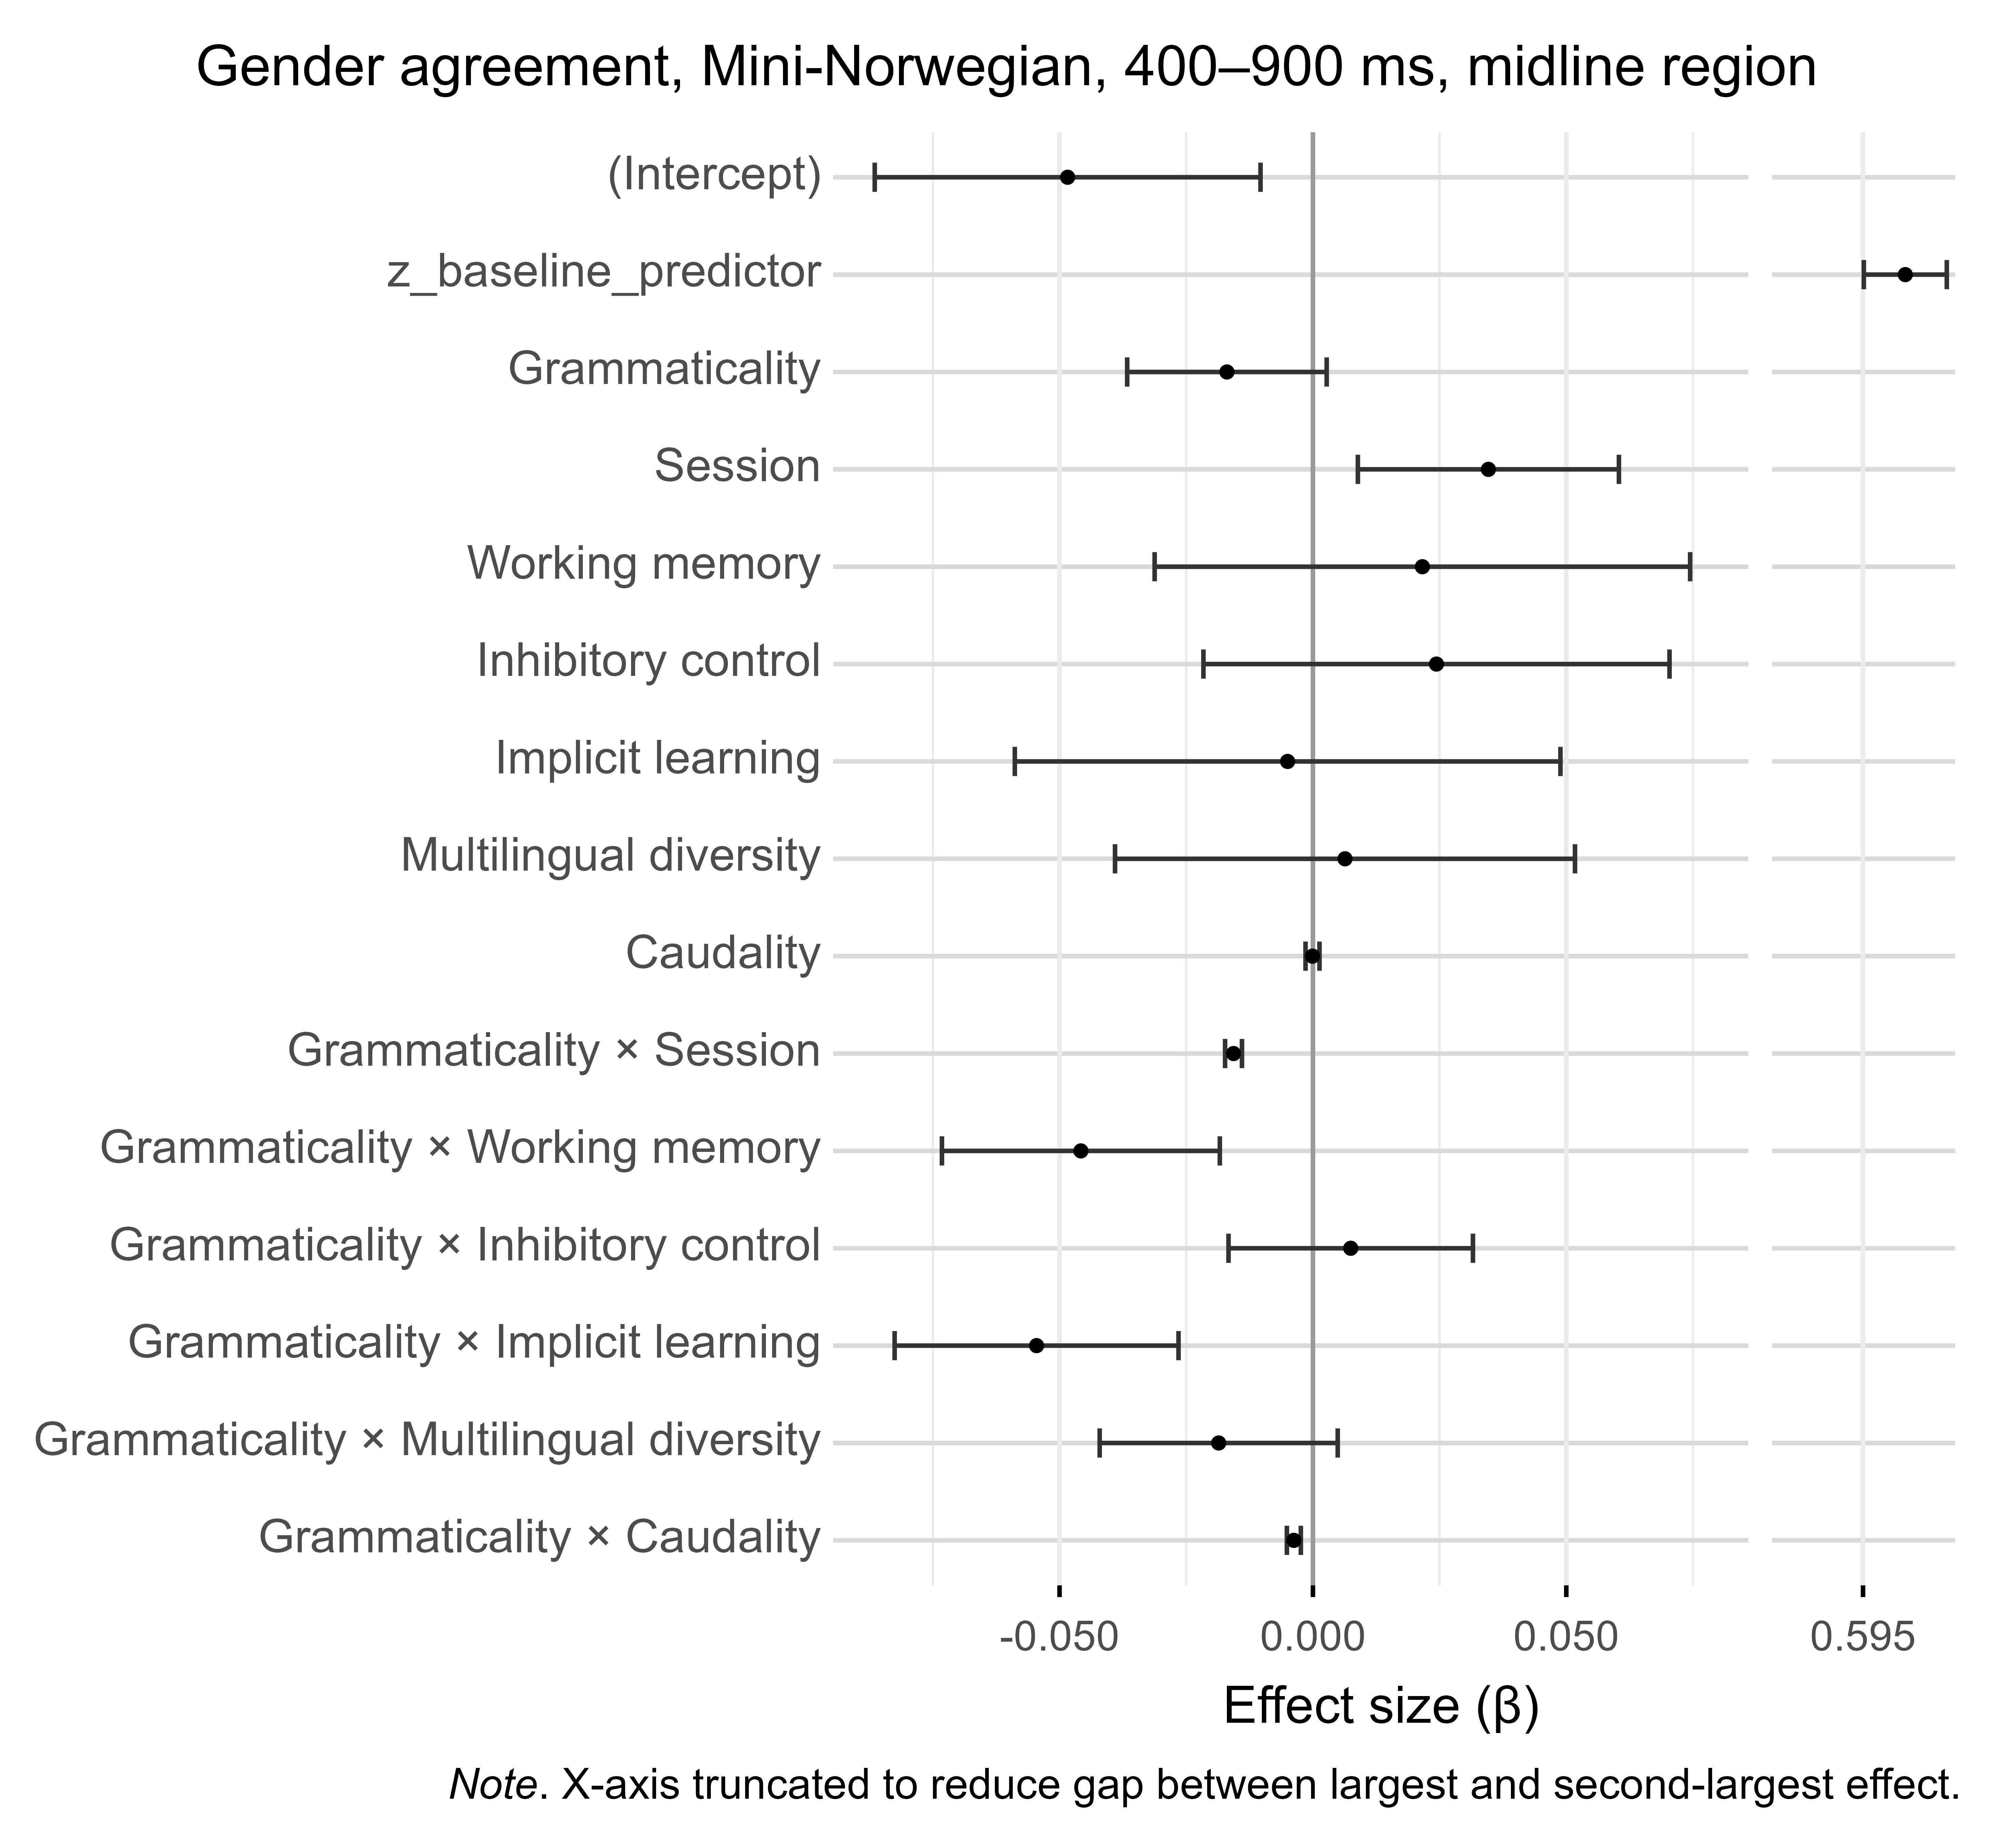 Gender agreement, Mini-Norwegian, 400–900 ms, midline region
(Intercept)
z_baseline_predictor
Grammaticality
Session
Working memory
Inhibitory control
Implicit learning
Multilingual diversity
Caudality
Grammaticality × Session
Grammaticality × Working memory
Grammaticality × Inhibitory control
Grammaticality × Implicit learning
Grammaticality × Multilingual diversity
Grammaticality × Caudality
-0.050 0.000 0.050 0.595
Effect size (β)
Note. X-axis truncated to reduce gap between largest and second-largest effect.